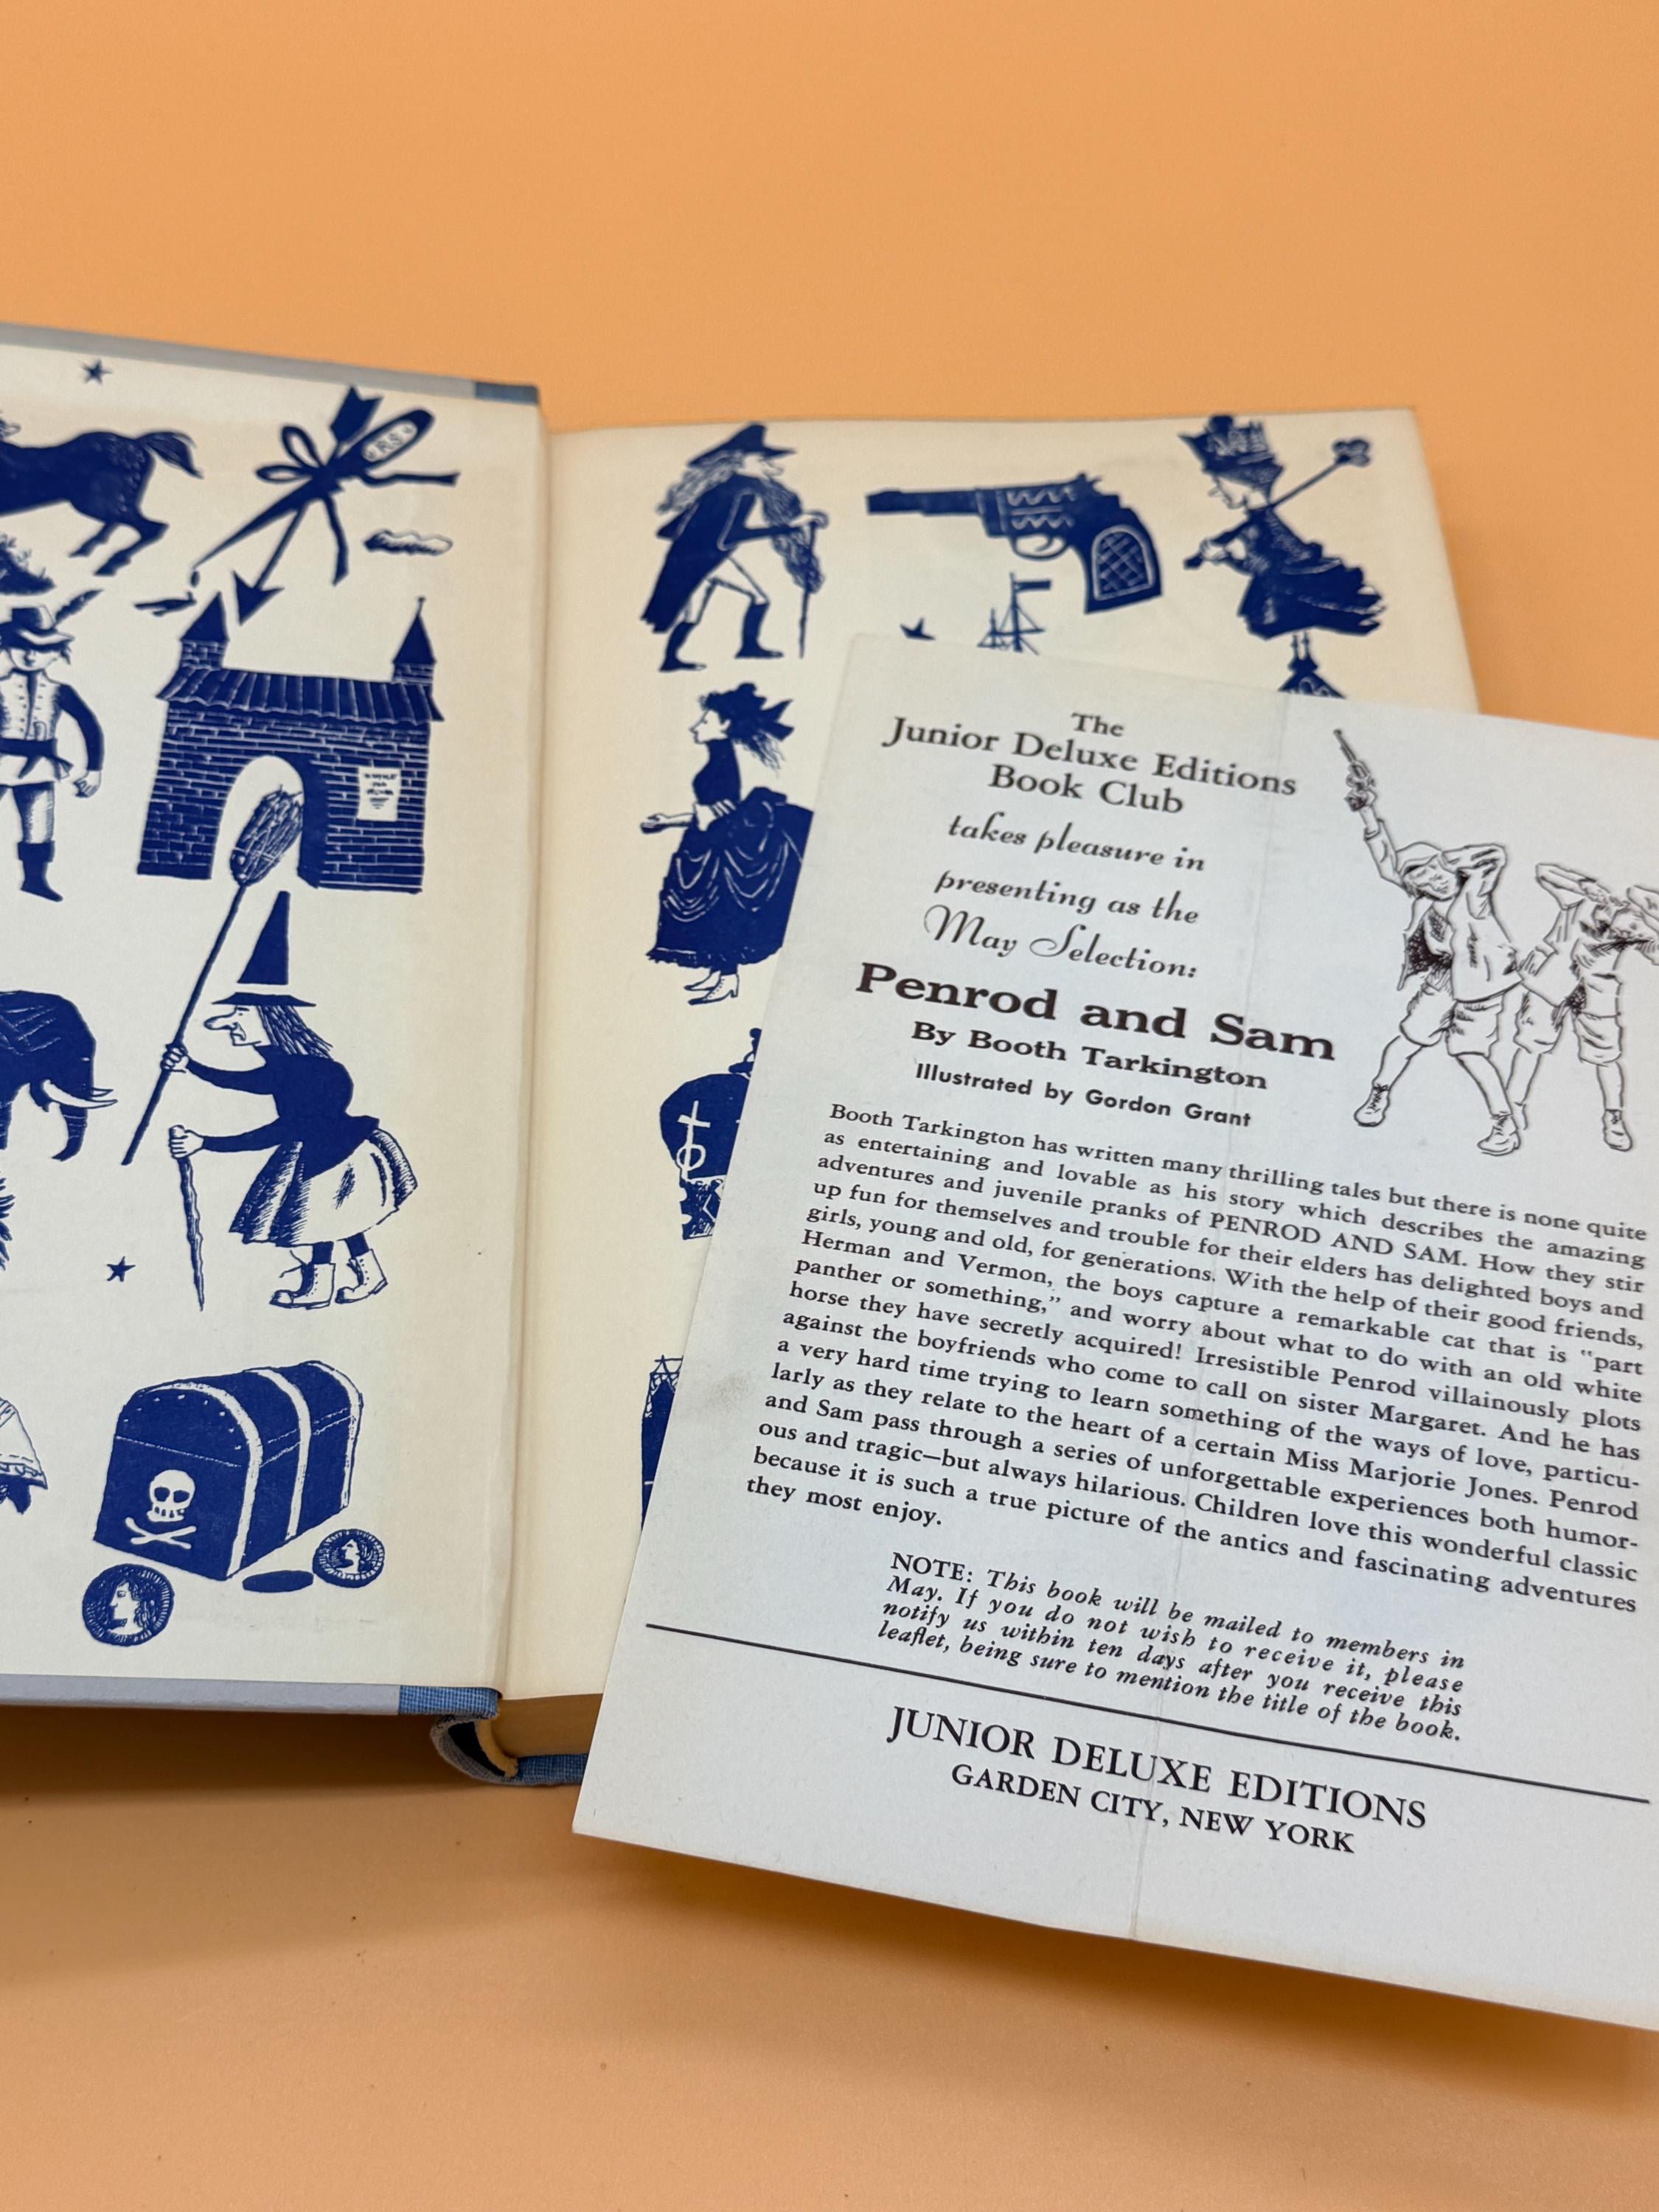 R.S.
The
Junior Deluxe Editions
Book Club
takes pleasure in
presenting as the
May Selection:
Penrod and Sam
By Booth Tarkington
Illustrated by Gordon Grant
Booth Tarkington has written many thrilling tales but there is none quite
as entertaining and lovable as his story which describes the amazing
adventures and juvenile pranks of PENROD AND SAM. How they stir
up fun for themselves and trouble for their elders has delighted boys and
girls, young and old, for generations. With the help of their good friends,
Herman and Vermon, the boys capture a remarkable cat that is "part
panther or something," and worry about what to do with an old white
horse they have secretly acquired! Irresistible Penrod villainously plots
against the boyfriends who come to call on sister Margaret. And he has
a very hard time trying to learn something of the ways of love, particu-
larly as they relate to the heart of a certain Miss Marjorie Jones. Penrod
and Sam pass through a series of unforgettable experiences both humor-
ous and tragic—but always hilarious. Children love this wonderful classic
because it is such a true picture of the antics and fascinating adventures
they most enjoy.
NOTE: This book will be mailed to members in
May. If you do not wish to receive it, please
notify us within ten days after you receive this
leaflet, being sure to mention the title of the book.
JUNIOR DELUXE EDITIONS
GARDEN CITY, NEW YORK